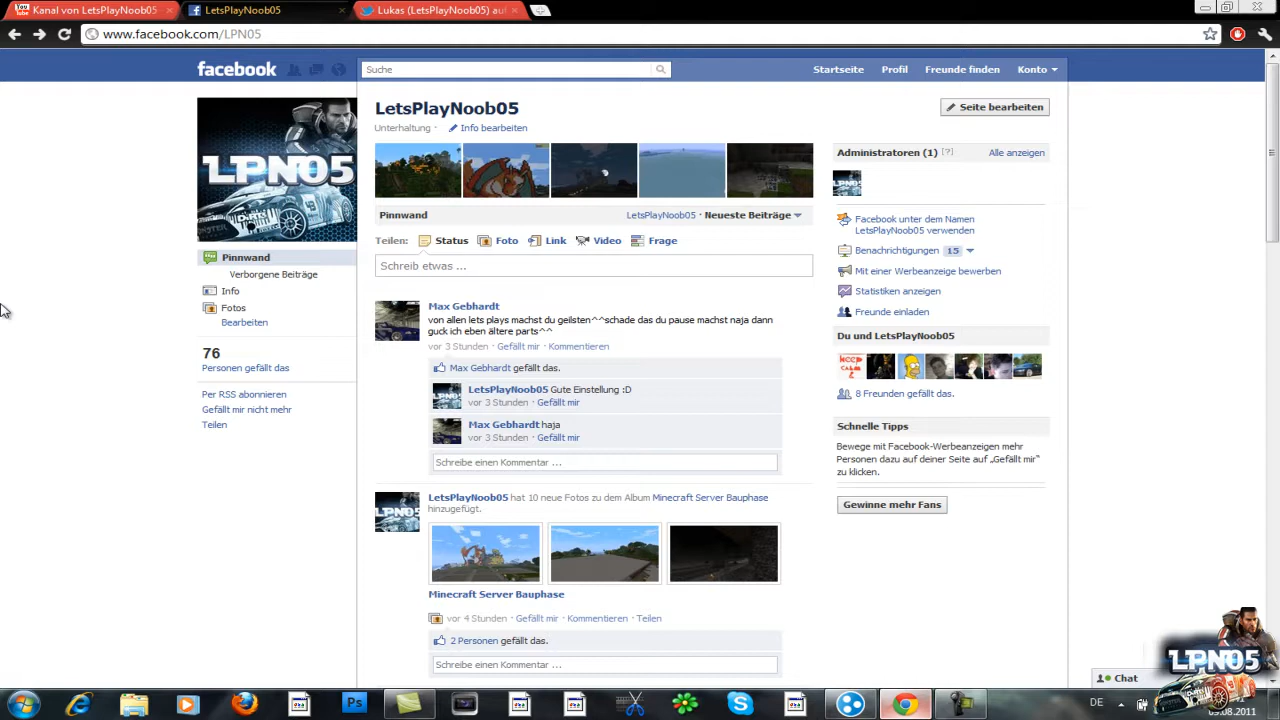 Kanal von LetsPlayNoob05
LetsPlayNoob05
Lukas (LetsPlayNoob05) auf
www.facebook.com/LPN05
facebook
Suche
Startseite Profil Freunde finden Konto
LPN05
LetsPlayNoob05
Unterhaltung · Info bearbeiten
Seite bearbeiten
Pinnwand
Verborgene Beiträge
Info
Fotos
Bearbeiten
76
Personen gefällt das
Per RSS abonnieren
Gefällt mir nicht mehr
Teilen
Pinnwand LetsPlayNoob05 · Neueste Beiträge
Teilen: Status Foto Link Video Frage
Schreib etwas ...
Max Gebhardt
von allen lets plays machst du geilsten^^schade das du pause machst naja dann
guck ich eben ältere parts^^
vor 3 Stunden · Gefällt mir · Kommentieren
Max Gebhardt gefällt das.
LetsPlayNoob05 Gute Einstellung :D
vor 3 Stunden · Gefällt mir
Max Gebhardt haja
vor 3 Stunden · Gefällt mir
Schreibe einen Kommentar ...
LetsPlayNoob05 hat 10 neue Fotos zu dem Album Minecraft Server Bauphase
hinzugefügt.
Minecraft Server Bauphase
vor 4 Stunden · Gefällt mir · Kommentieren · Teilen
2 Personen gefällt das.
Schreibe einen Kommentar ...
Administratoren (1) [?] Alle anzeigen
Facebook unter dem Namen
LetsPlayNoob05 verwenden
Benachrichtigungen 15
Mit einer Werbeanzeige bewerben
Statistiken anzeigen
Freunde einladen
Du und LetsPlayNoob05
8 Freunden gefällt das.
Schnelle Tipps
Bewege mit Facebook-Werbeanzeigen mehr
Personen dazu auf deiner Seite auf „Gefällt mir“
zu klicken.
Gewinne mehr Fans
Chat
LPN05
Ps
DE